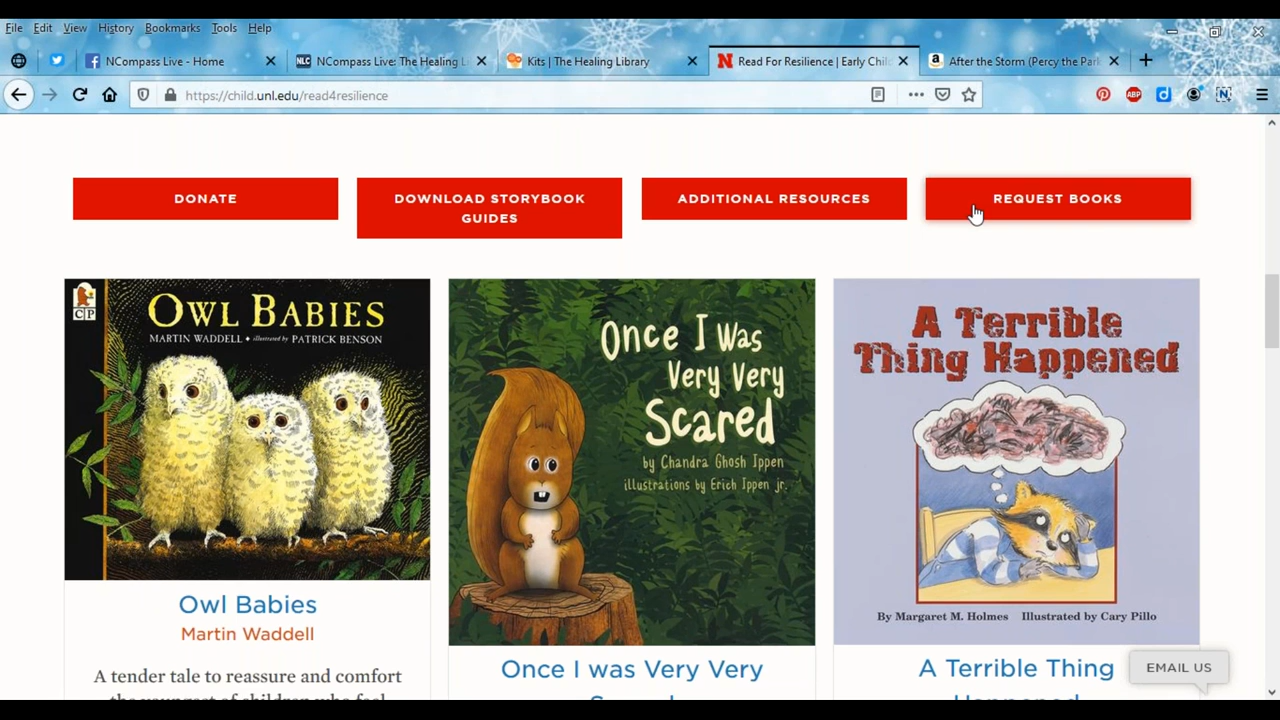 File Edit View History Bookmarks Tools Help
NCompass Live - Home
NLC NCompass Live: The Healing L
Kits | The Healing Library
N Read For Resilience | Early Chil
a After the Storm (Percy the Park
https://child.unl.edu/read4resilience
ABP
DONATE
DOWNLOAD STORYBOOK
GUIDES
ADDITIONAL RESOURCES
REQUEST BOOKS
CP
OWL BABIES
MARTIN WADDELL • illustrated by PATRICK BENSON
Owl Babies
Martin Waddell
A tender tale to reassure and comfort
Once I Was
Very Very
Scared
by Chandra Ghosh Ippen
illustrations by Erich Ippen jr.
Once I was Very Very
A Terrible
Thing Happened
By Margaret M. Holmes Illustrated by Cary Pillo
A Terrible Thing
EMAIL US